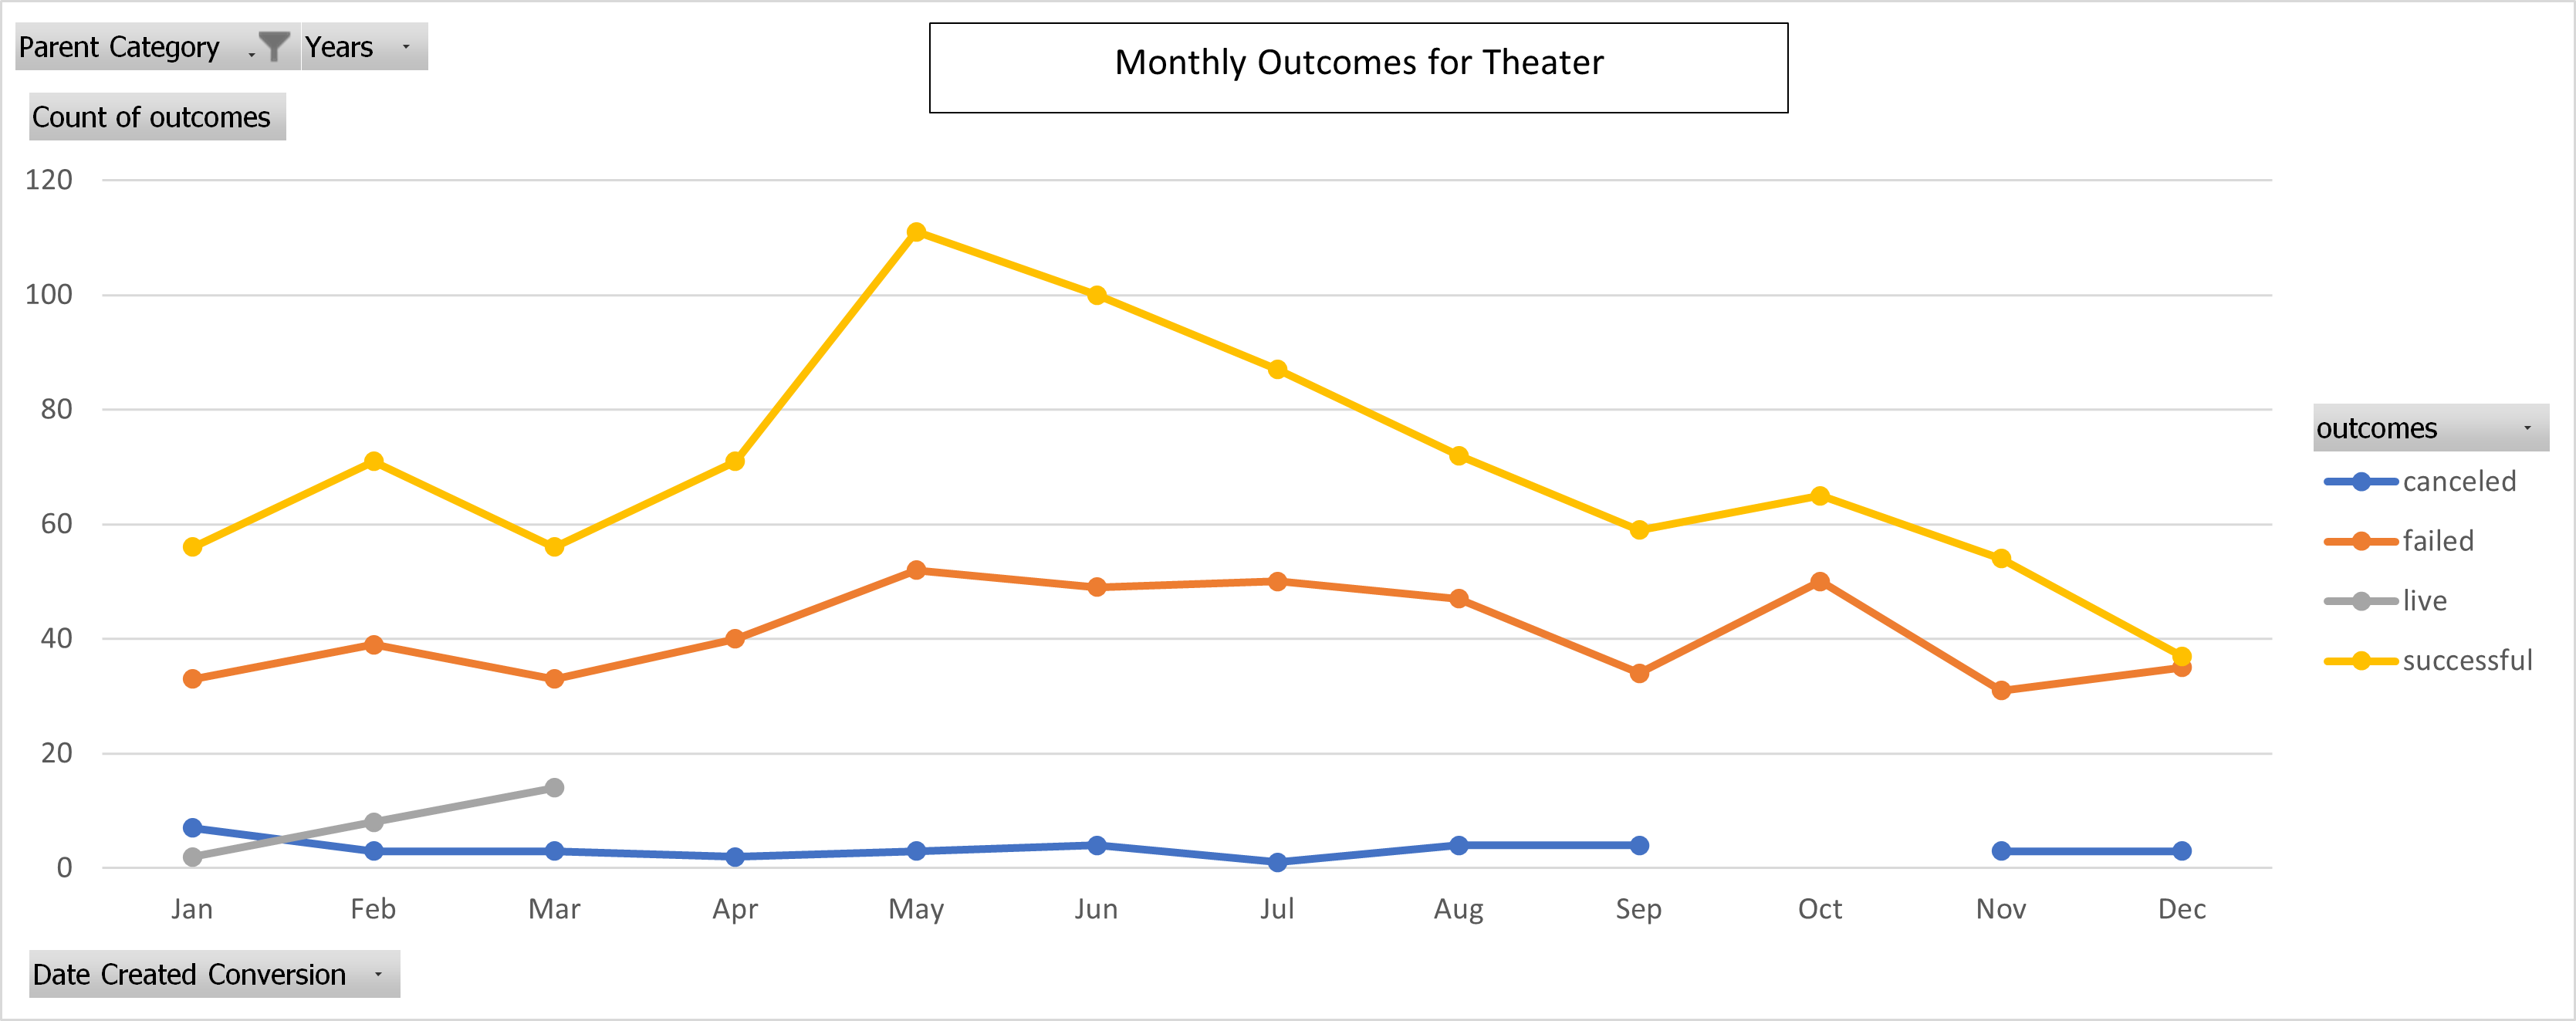 Parent Category Years
Monthly Outcomes for Theater
Count of outcomes
120
100
80
60
40
20
0
Jan Feb Mar Apr May Jun Jul Aug Sep Oct Nov Dec
outcomes
canceled
failed
live
successful
Date Created Conversion